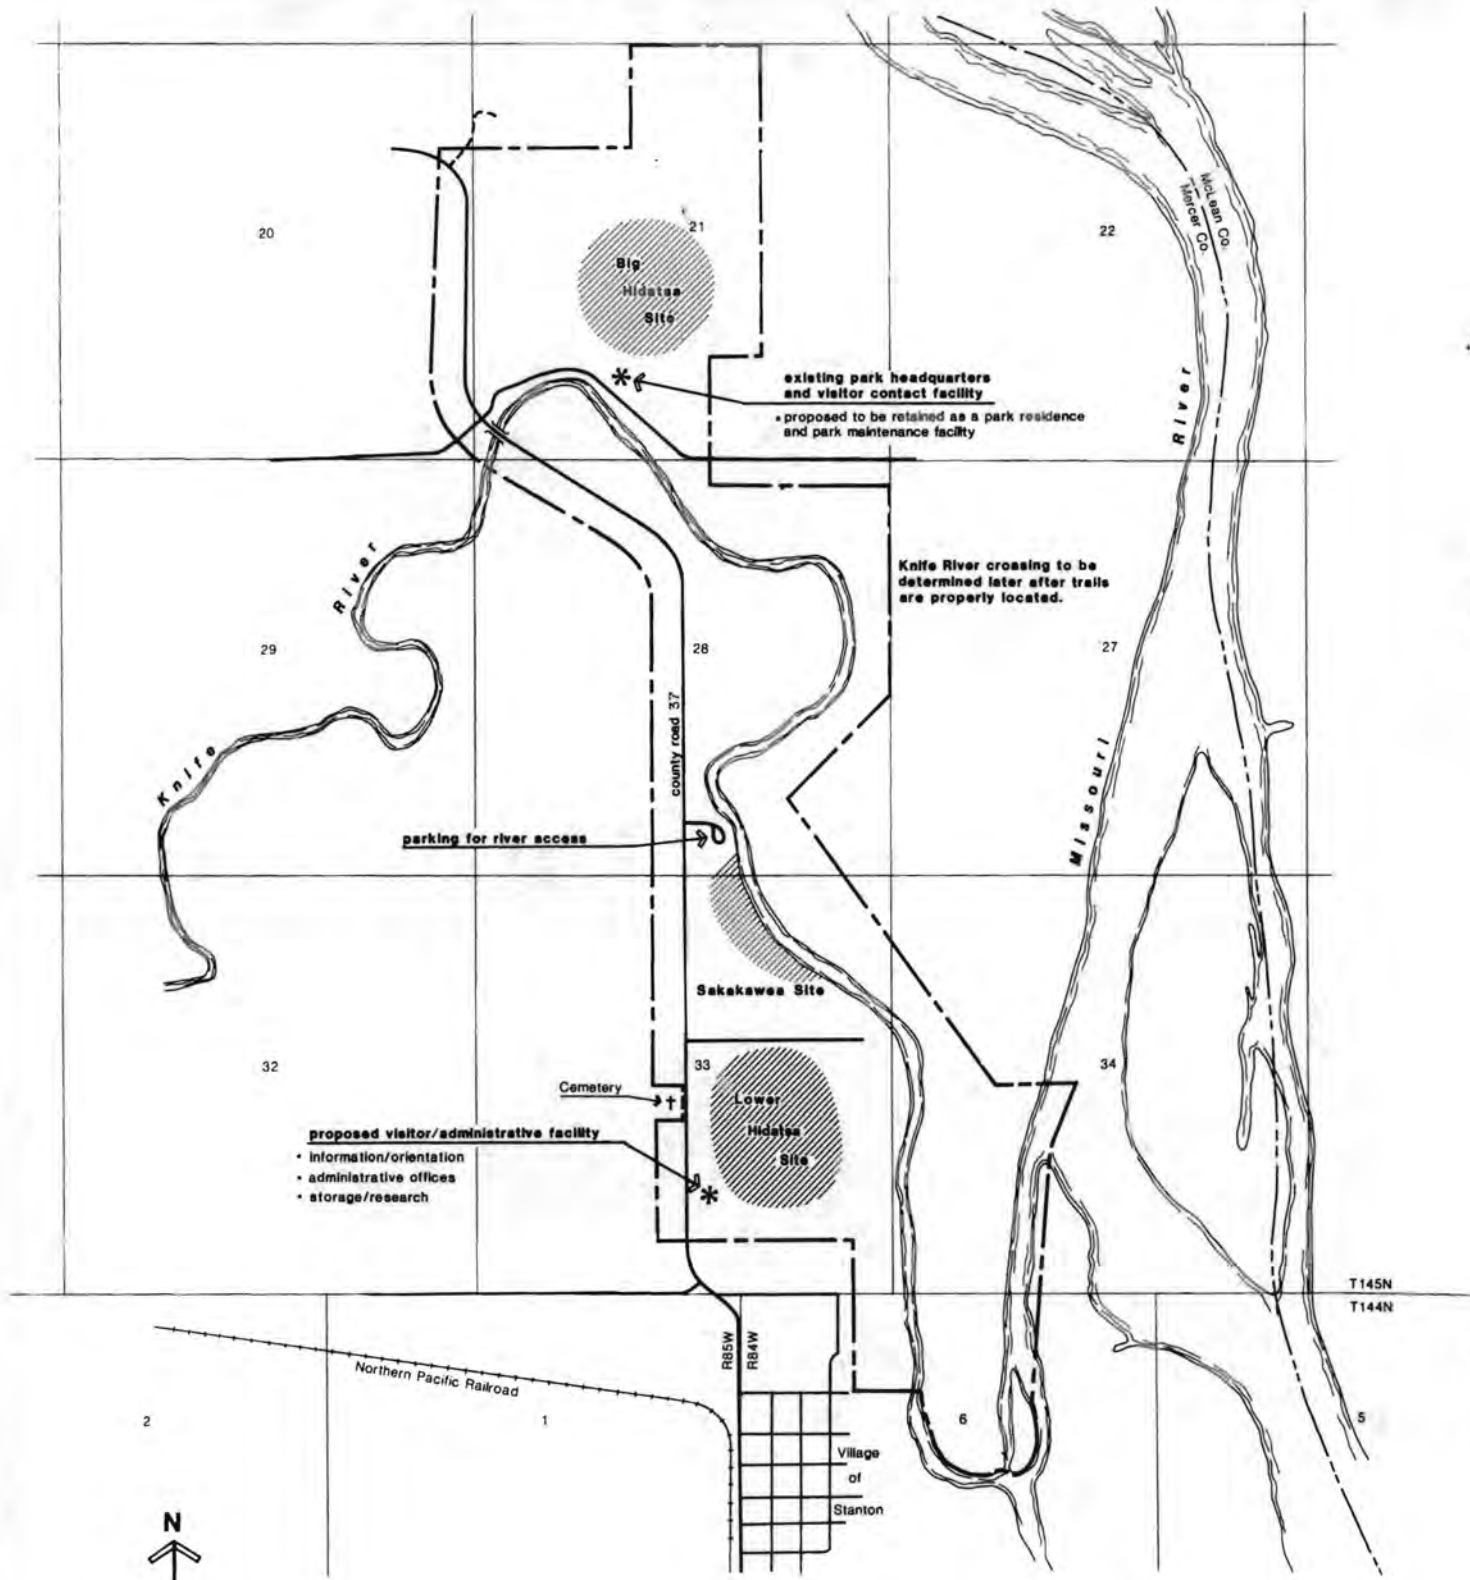 McLean Co.
Mercer Co.
20
21
22
Big
Hidatsa
Site
existing park headquarters
and visitor contact facility
• proposed to be retained as a park residence
and park maintenance facility
River
Missouri
River
Knife
Knife River crossing to be
determined later after trails
are properly located.
29
28
27
county road 37
parking for river access
Sakakawea Site
32
33
34
Cemetery
Lower
Hidatsa
Site
proposed visitor/administrative facility
• information/orientation
• administrative offices
• storage/research
T145N
T144N
R85W
R84W
Northern Pacific Railroad
2
1
6
5
Village
of
Stanton
N